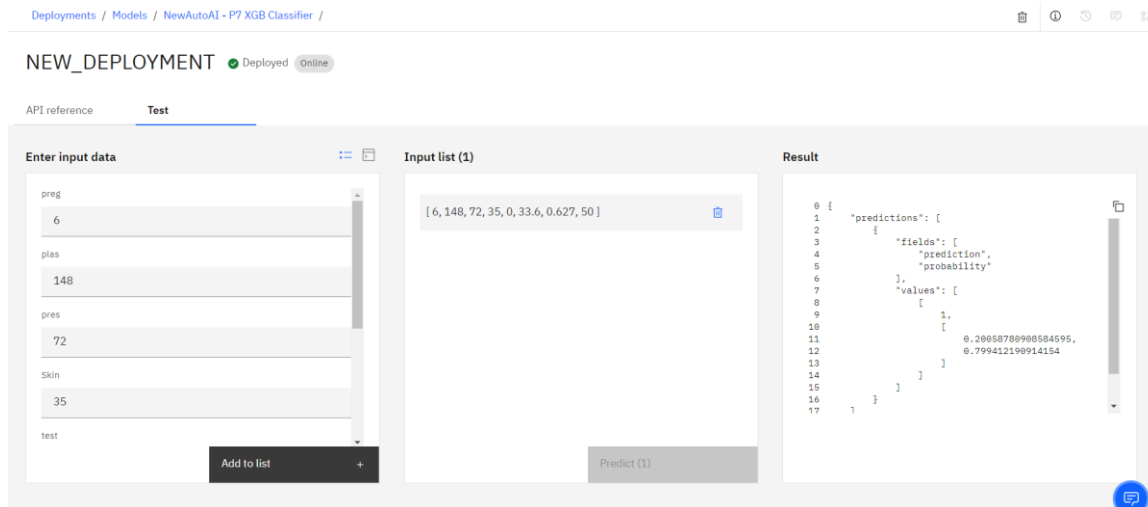 Deployments / Models / NewAutoAI - P7 XGB Classifier /
NEW_DEPLOYMENT Deployed Online
API reference Test
Enter input data
preg
6
plas
148
pres
72
Skin
35
test
Add to list +
Input list (1)
[ 6, 148, 72, 35, 0, 33.6, 0.627, 50 ]
Predict (1)
Result
0 {
1 "predictions": [
2 {
3 "fields": [
4 "prediction",
5 "probability"
6 ],
7 "values": [
8 [
9 1,
10 [
11 0.20058780908584595,
12 0.799412190914154
13 ]
14 ]
15 ]
16 }
17 ]